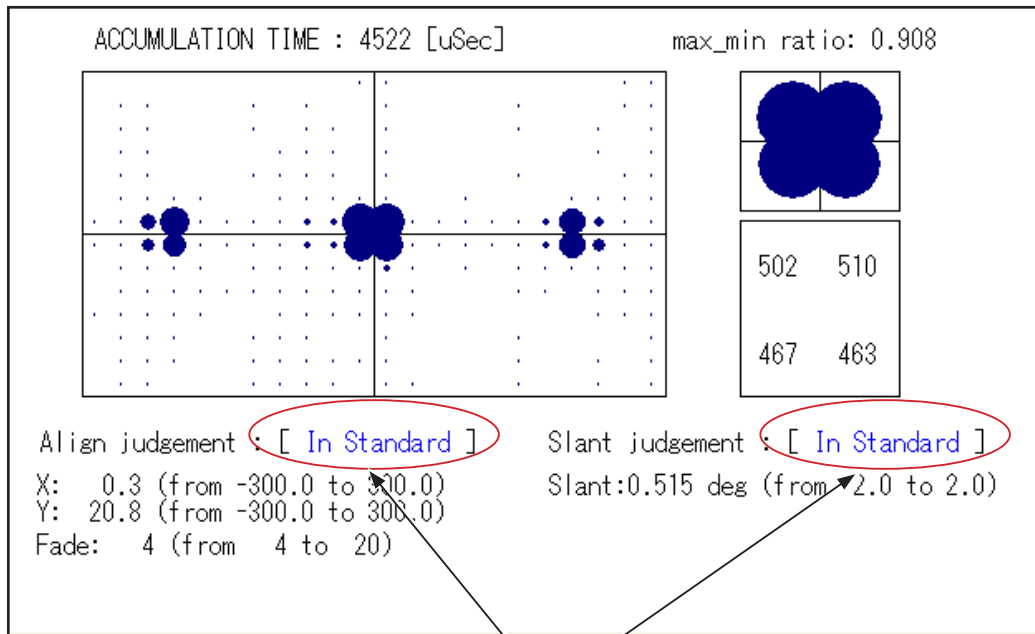 ACCUMULATION TIME : 4522 [uSec]
max_min ratio: 0.908
502 510
467 463
Align judgement : [ In Standard ]
Slant judgement : [ In Standard ]
X: 0.3 (from -300.0 to 300.0)
Slant:0.515 deg (from -2.0 to 2.0)
Y: 20.8 (from -300.0 to 300.0)
Fade: 4 (from 4 to 20)